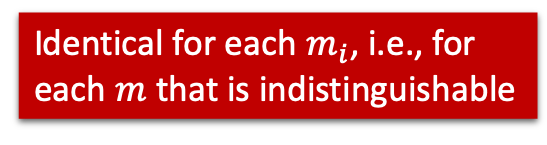 Identical for each 𝑚ᵢ, i.e., for
each 𝑚 that is indistinguishable